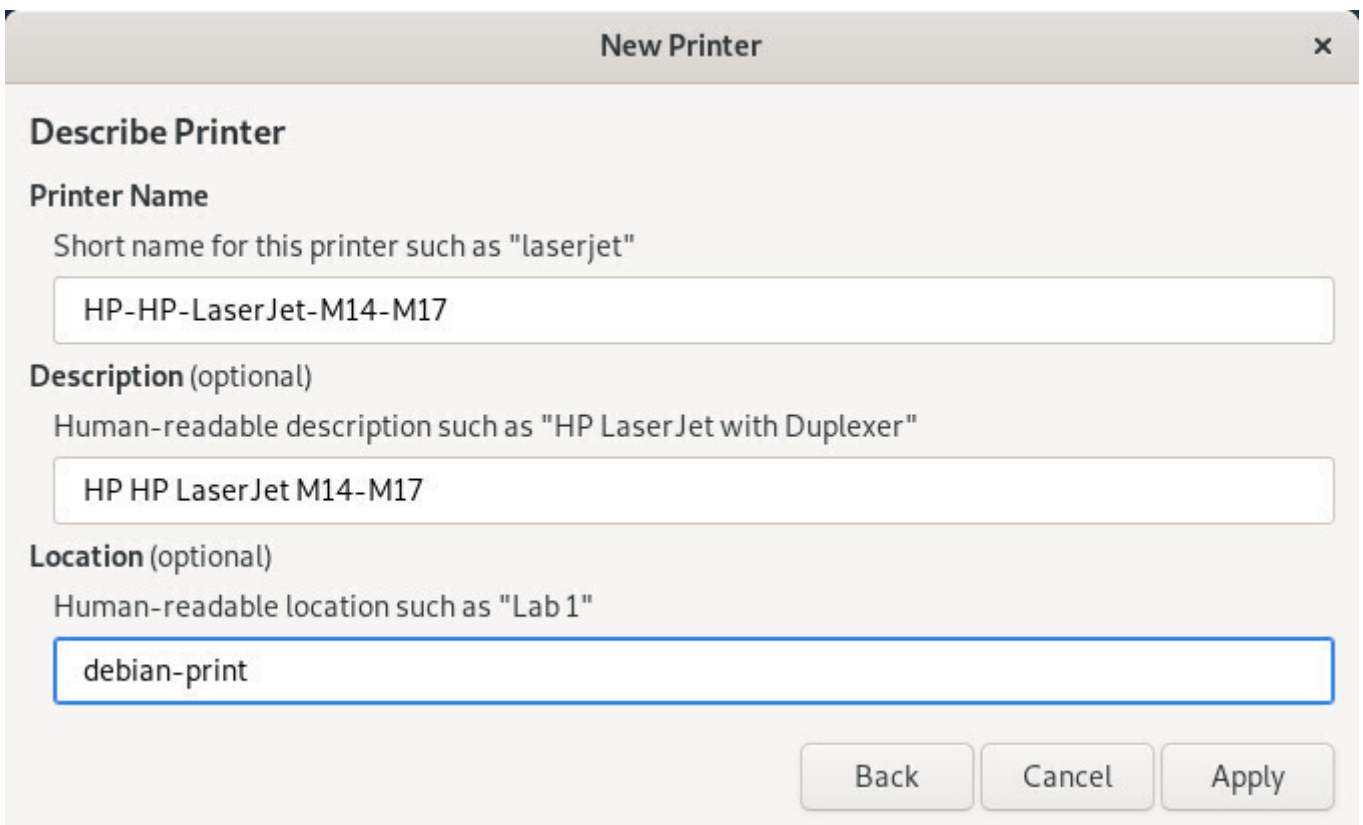 New Printer
Describe Printer
Printer Name
Short name for this printer such as "laserjet"
HP-HP-LaserJet-M14-M17
Description (optional)
Human-readable description such as "HP LaserJet with Duplexer"
HP HP LaserJet M14-M17
Location (optional)
Human-readable location such as "Lab 1"
debian-print
Back Cancel Apply